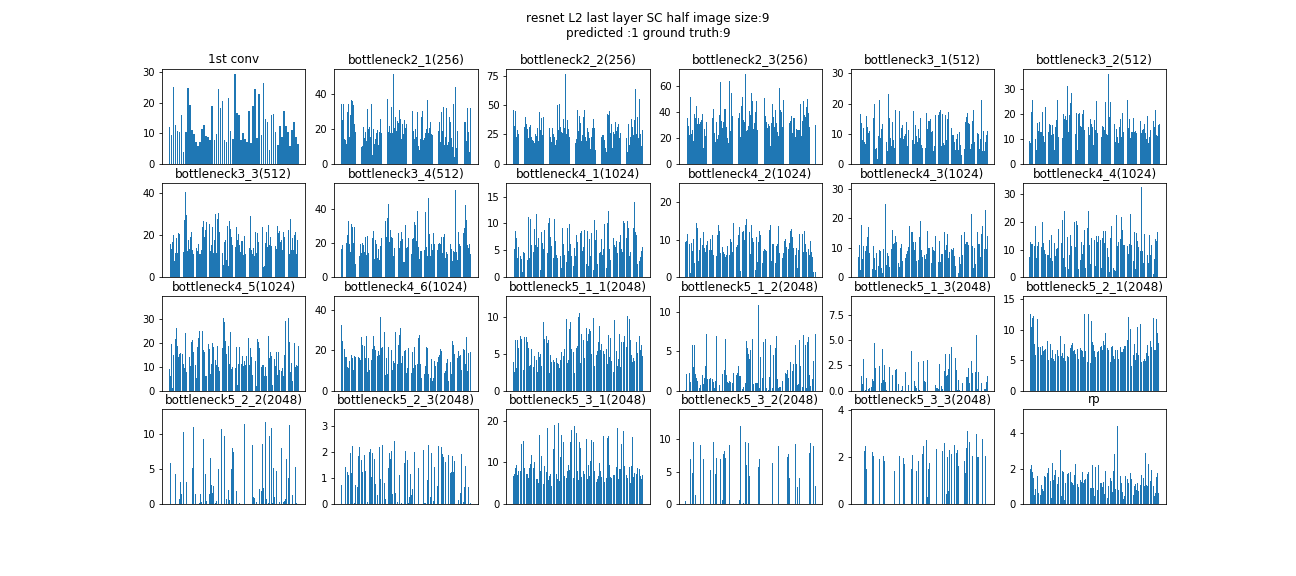 resnet L2 last layer SC half image size:9
predicted :1 ground truth:9
1st conv bottleneck2_1(256) bottleneck2_2(256) bottleneck2_3(256) bottleneck3_1(512) bottleneck3_2(512)
30 20 10 0
40 20 0
75 50 25 0
60 40 20 0
30 20 10 0
30 20 10 0
bottleneck3_3(512) bottleneck3_4(512) bottleneck4_1(1024) bottleneck4_2(1024) bottleneck4_3(1024) bottleneck4_4(1024)
40 20 0
40 20 0
15 10 5 0
20 10 0
30 20 10 0
30 20 10 0
bottleneck4_5(1024) bottleneck4_6(1024) bottleneck5_1_1(2048) bottleneck5_1_2(2048) bottleneck5_1_3(2048) bottleneck5_2_1(2048)
30 20 10 0
40 20 0
10 5 0
10 5 0
7.5 5.0 2.5 0.0
15 10 5 0
bottleneck5_2_2(2048) bottleneck5_2_3(2048) bottleneck5_3_1(2048) bottleneck5_3_2(2048) bottleneck5_3_3(2048) rp
10 5 0
3 2 1 0
20 10 0
10 5 0
4 2 0
4 2 0